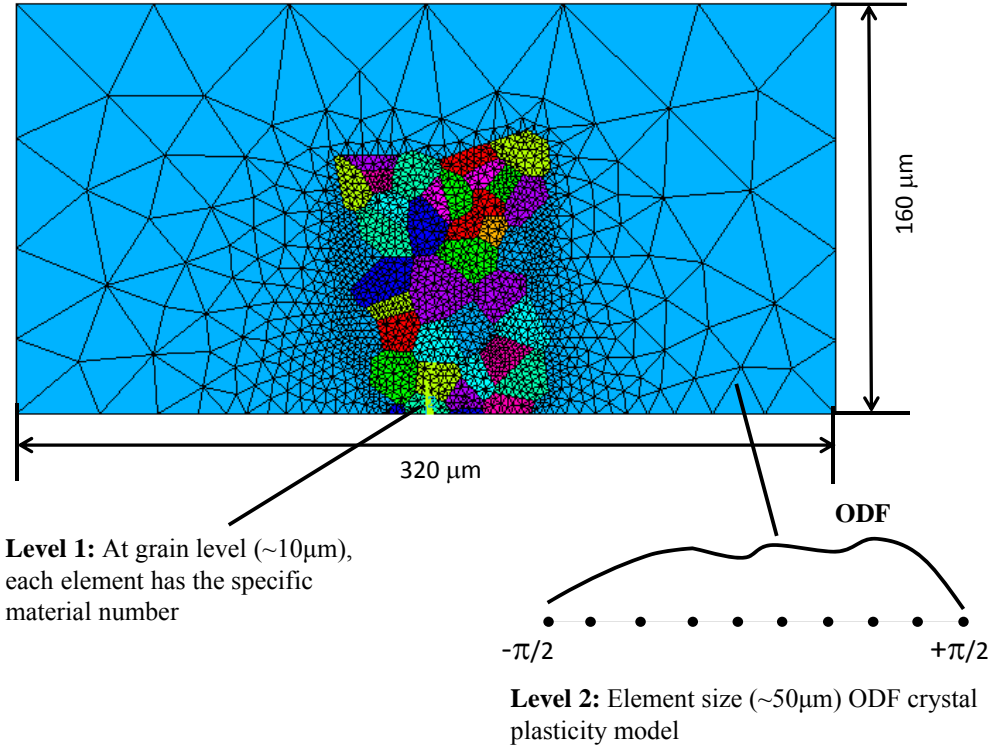 160 μm
320 μm
Level 1: At grain level (~10μm),
each element has the specific
material number
ODF
-π/2
+π/2
Level 2: Element size (~50μm) ODF crystal
plasticity model